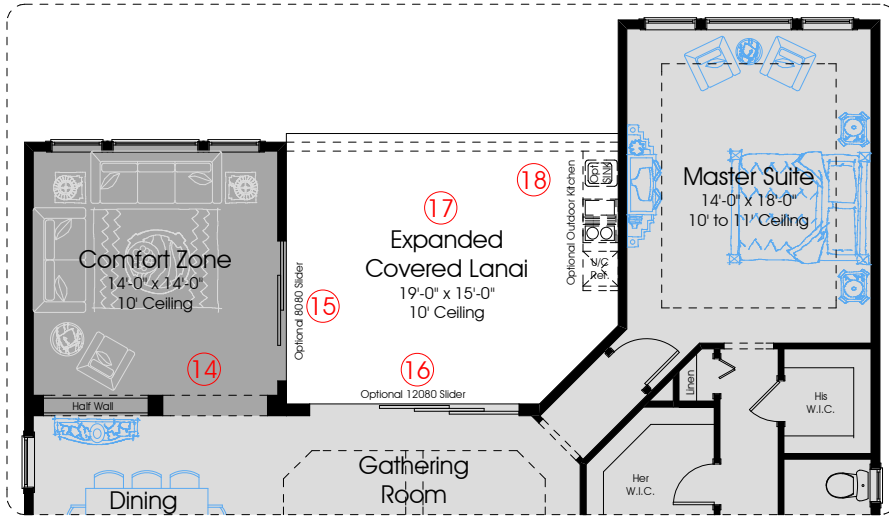 Master Suite
14'-0" x 18'-0"
10' to 11' Ceiling
18
Optional Outdoor Kitchen
Opt
SINK
U/C
Ref.
17
Expanded
Covered Lanai
19'-0" x 15'-0"
10' Ceiling
Comfort Zone
14'-0" x 14'-0"
10' Ceiling
Optional 8080 Slider
15
14
16
Optional 12080 Slider
Half Wall
Linen
His
W.I.C.
Her
W.I.C.
Gathering
Room
Dining